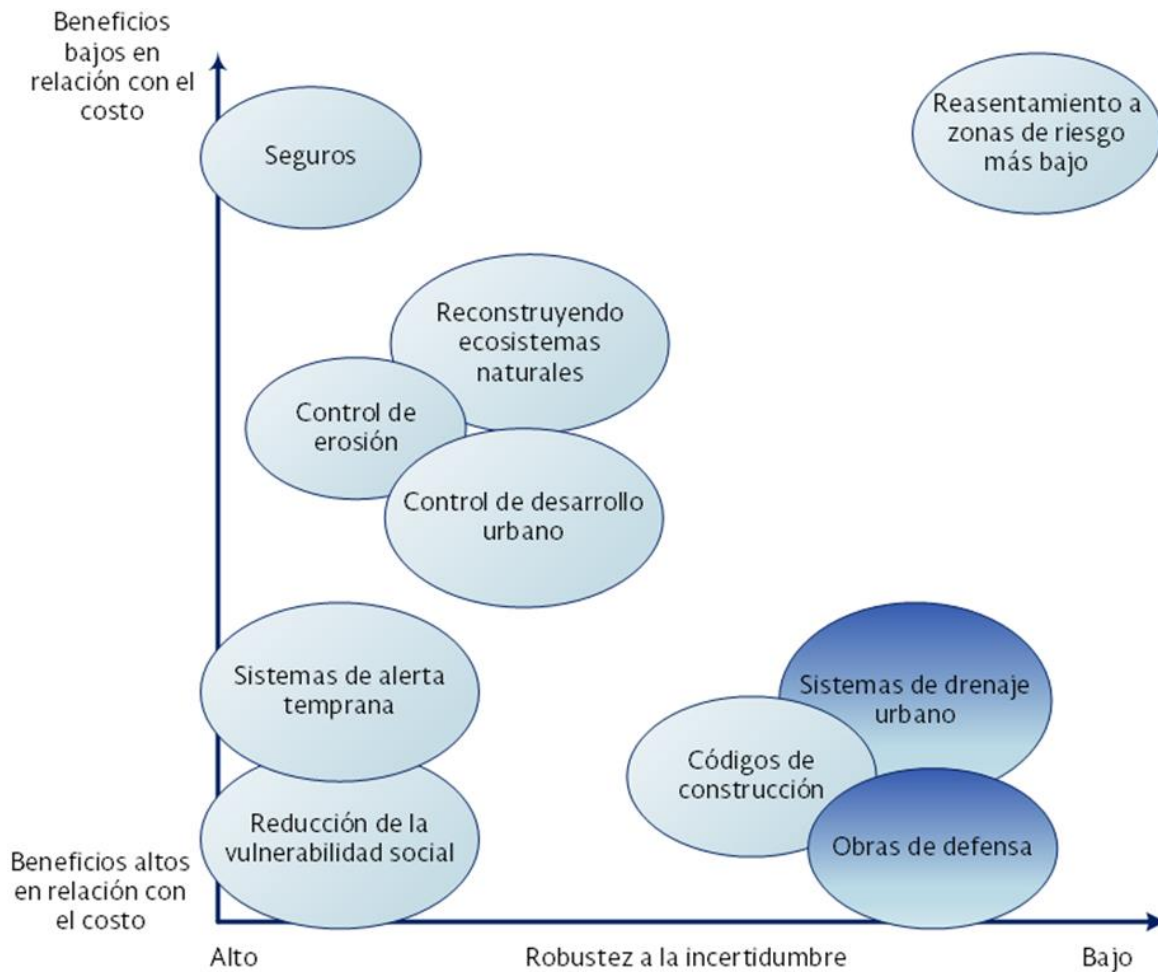 Beneficios
bajos en
relación con el
costo
Seguros
Reasentamiento a
zonas de riesgo
más bajo
Reconstruyendo
ecosistemas
naturales
Control de
erosión
Control de desarrollo
urbano
Sistemas de alerta
temprana
Sistemas de drenaje
urbano
Códigos de
construcción
Reducción de la
vulnerabilidad social
Obras de defensa
Beneficios altos
en relación con
el costo
Alto
Robustez a la incertidumbre
Bajo